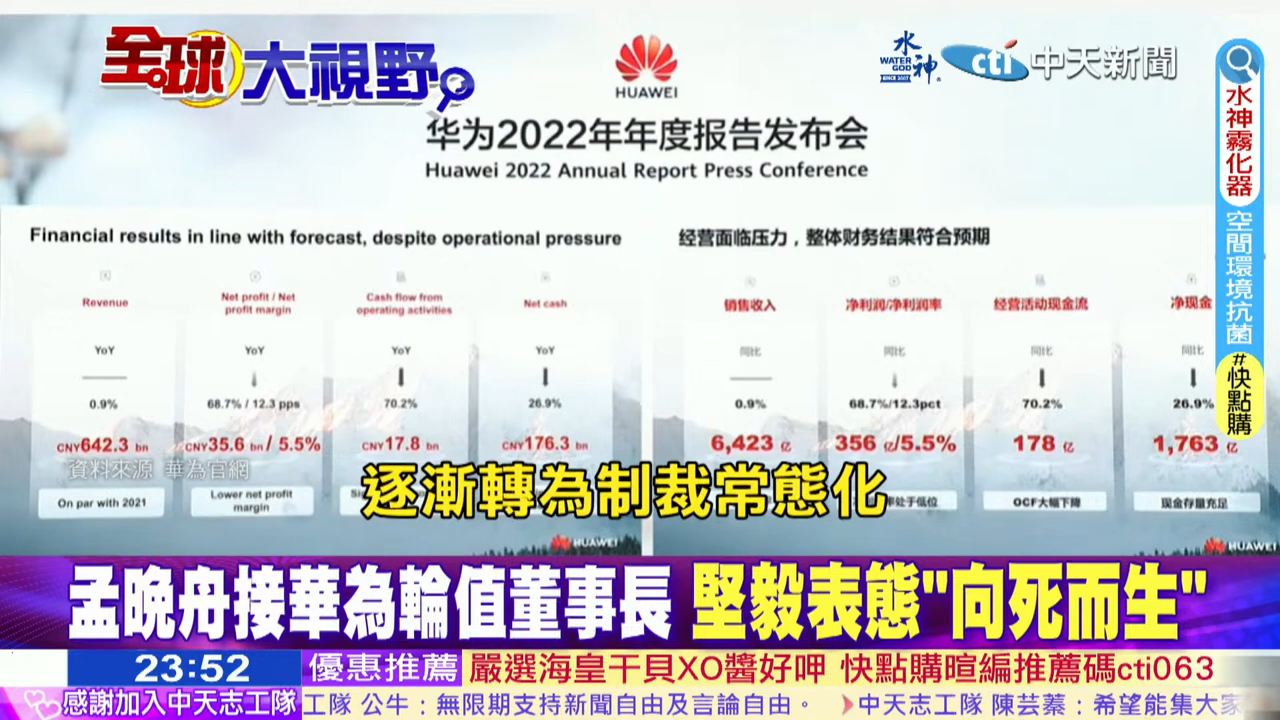 全球大視野
HUAWEI
水神
WATER GOD
SINCE 2007
cti 中天新聞
华为2022年年度报告发布会
Huawei 2022 Annual Report Press Conference
水神霧化器
空間環境抗菌
#快點購
Financial results in line with forecast, despite operational pressure
Revenue
YoY
0.9%
CNY642.3 bn
On par with 2021
Net profit / Net
profit margin
YoY
68.7% / 12.3 pps
CNY35.6 bn / 5.5%
Lower net profit
margin
Cash flow from
operating activities
YoY
70.2%
CNY17.8 bn
Net cash
YoY
26.9%
CNY176.3 bn
HUAWEI
经营面临压力，整体财务结果符合预期
销售收入
同比
0.9%
6,423 亿
净利润/净利润率
同比
68.7%/12.3pct
356 亿/5.5%
率处于低位
经营活动现金流
同比
70.2%
178 亿
OCF大幅下降
净现金
同比
26.9%
1,763 亿
现金存量充足
HUAWEI
資料來源 華為官網
逐漸轉為制裁常態化
孟晚舟接華為輪值董事長 堅毅表態"向死而生"
23:52 優惠推薦 嚴選海皇干貝XO醬好呷 快點購暄編推薦碼cti063
感謝加入中天志工隊 工隊 公牛：無限期支持新聞自由及言論自由。 中天志工隊 陳芸蓁：希望能集大家